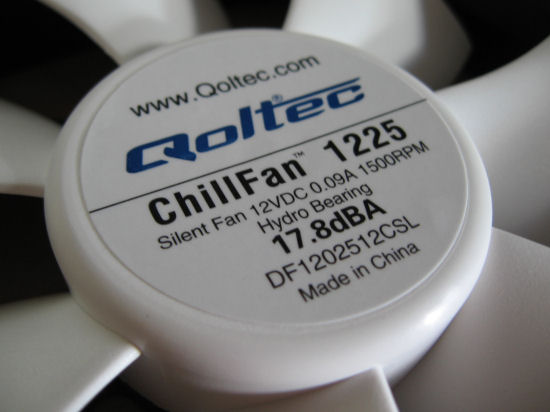 www.Qoltec.com
Qoltec
ChillFan™ 1225
Silent Fan 12VDC 0.09A 1500RPM
Hydro Bearing
17.8dBA
DF1202512CSL
Made in China